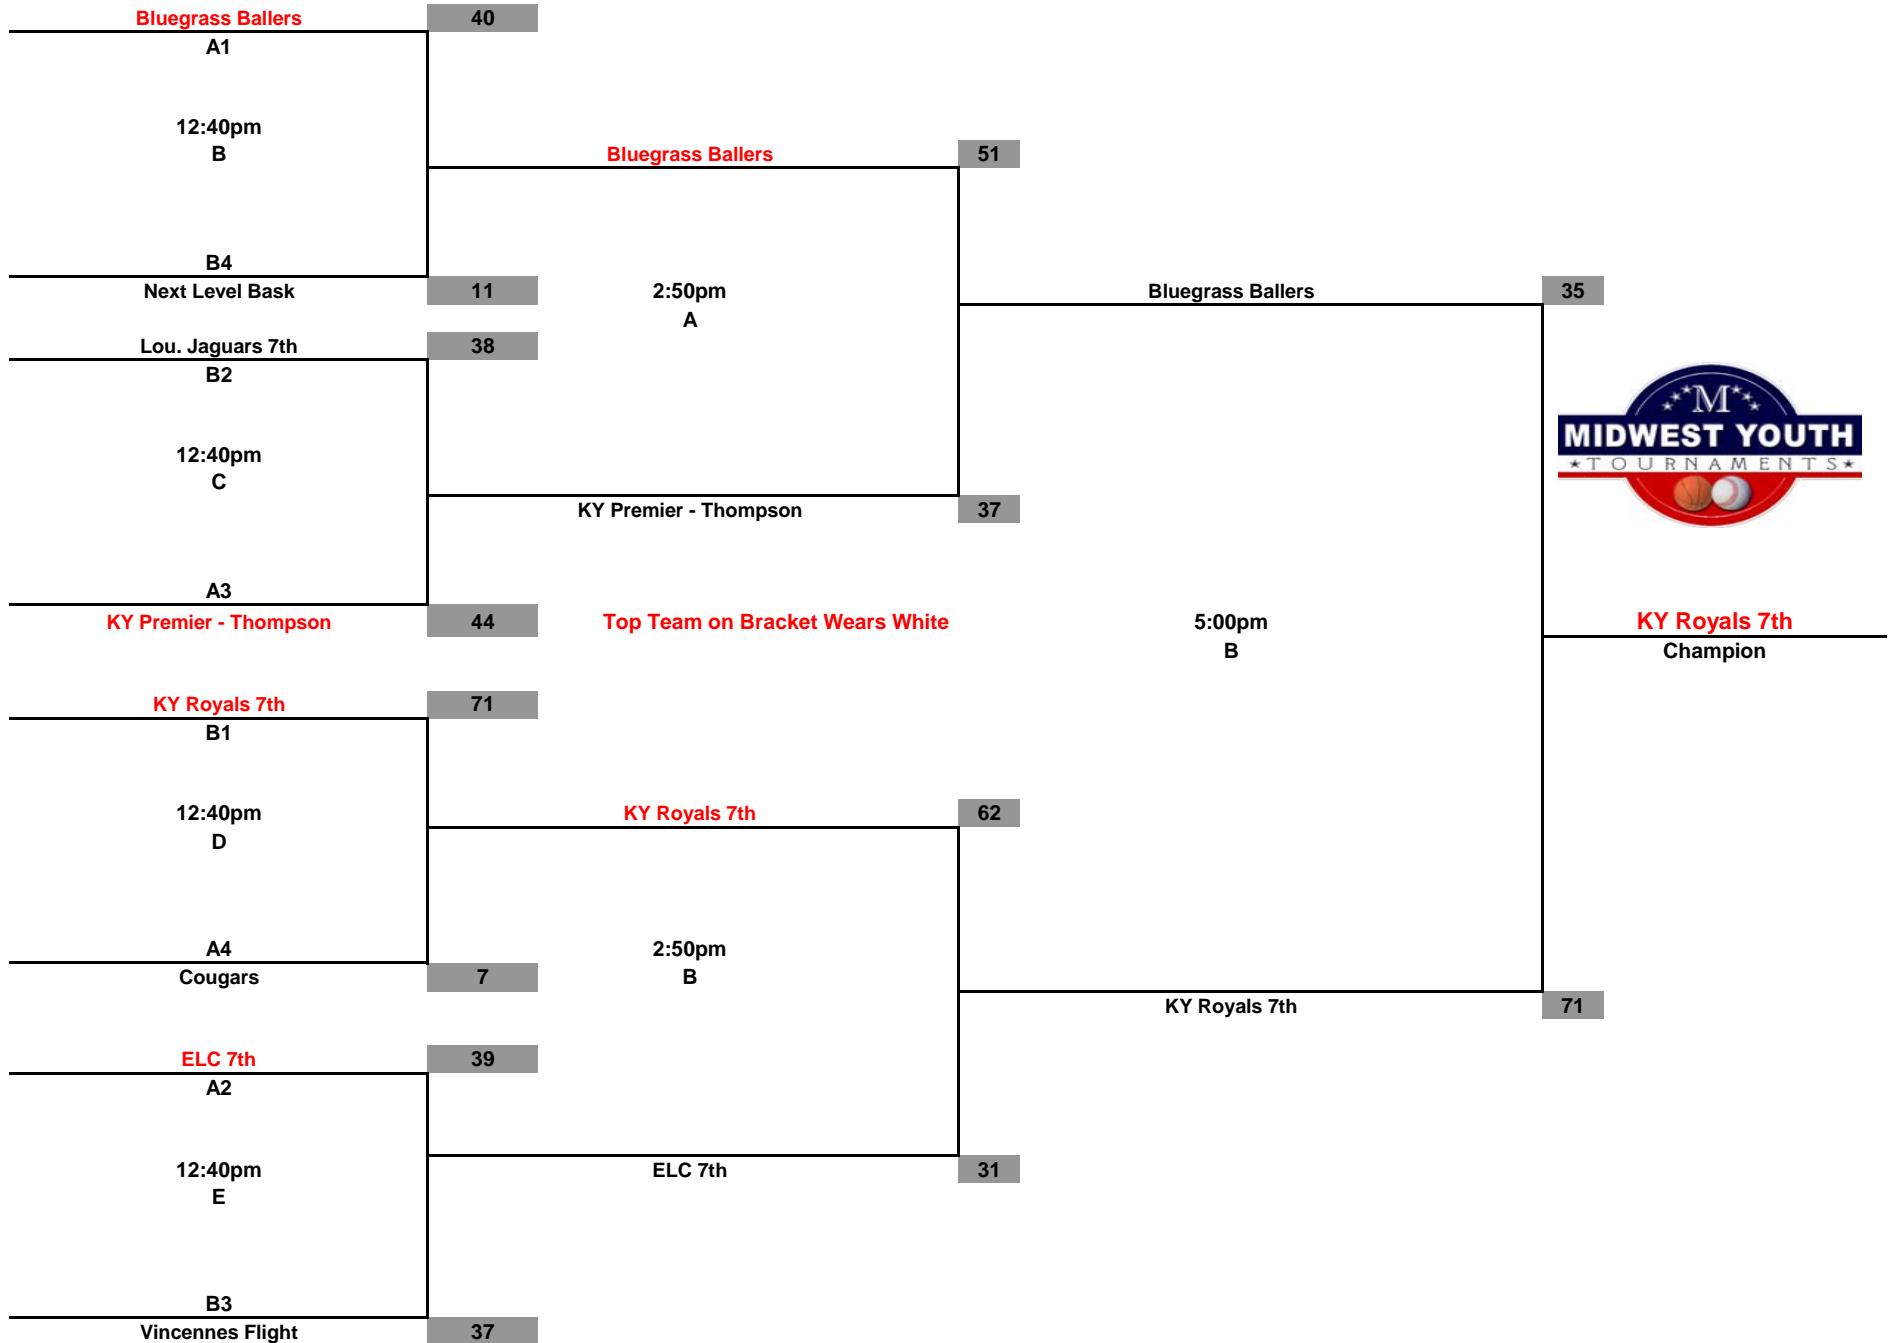 Bluegrass Ballers 40
A1
12:40pm
B
Bluegrass Ballers 51
B4
Next Level Bask 11
2:50pm
A
Bluegrass Ballers 35
Lou. Jaguars 7th 38
B2
12:40pm
C
M
MIDWEST YOUTH
TOURNAMENTS
KY Premier - Thompson 37
A3
KY Premier - Thompson 44
Top Team on Bracket Wears White
5:00pm
B
KY Royals 7th
Champion
KY Royals 7th 71
B1
12:40pm
D
KY Royals 7th 62
A4
Cougars 7
2:50pm
B
KY Royals 7th 71
ELC 7th 39
A2
12:40pm
E
ELC 7th 31
B3
Vincennes Flight 37